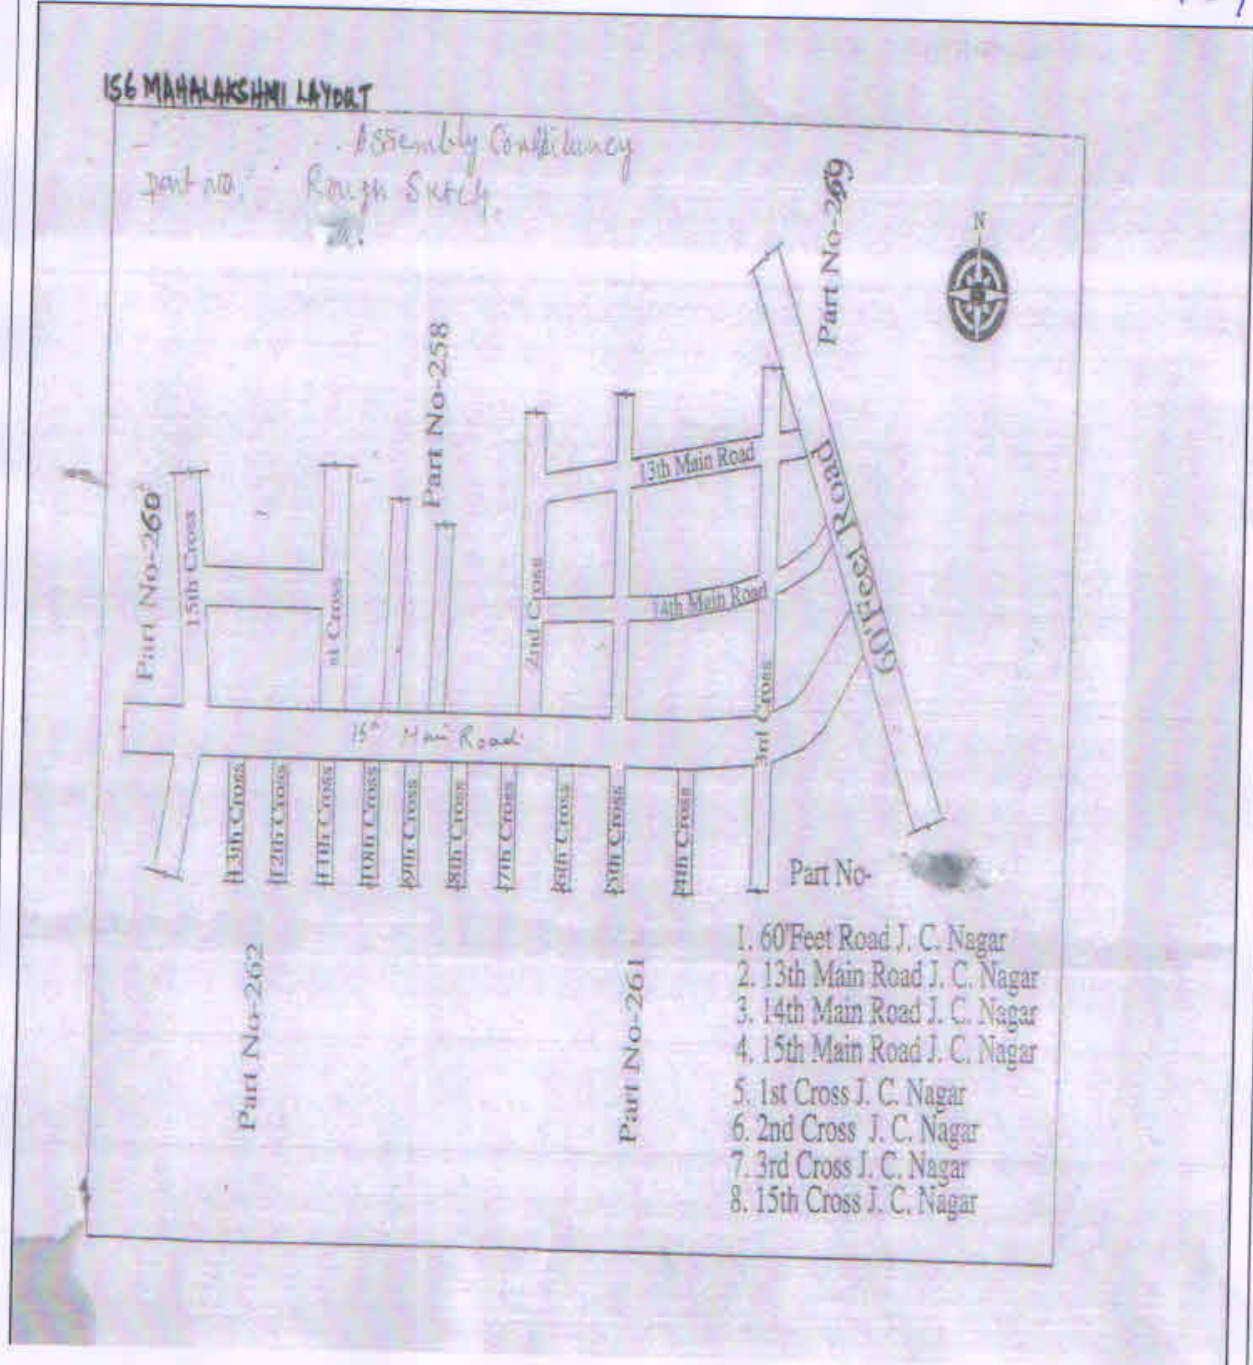 156 MAHALAKSHMI LAYOUT
Assembly Constituency
part no. Rough Sketch.
N
Part No-269
Part No-258
Part No-260
15th Cross
st Cross
2nd Cross
13th Main Road
14th Main Road
60'Feet Road
3rd Cross
15th Main Road
13th Cross
12th Cross
11th Cross
10th Cross
9th Cross
8th Cross
7th Cross
6th Cross
5th Cross
4th Cross
Part No-262
Part No-261
Part No-
1. 60'Feet Road J. C. Nagar
2. 13th Main Road J. C. Nagar
3. 14th Main Road J. C. Nagar
4. 15th Main Road J. C. Nagar
5. 1st Cross J. C. Nagar
6. 2nd Cross J. C. Nagar
7. 3rd Cross J. C. Nagar
8. 15th Cross J. C. Nagar